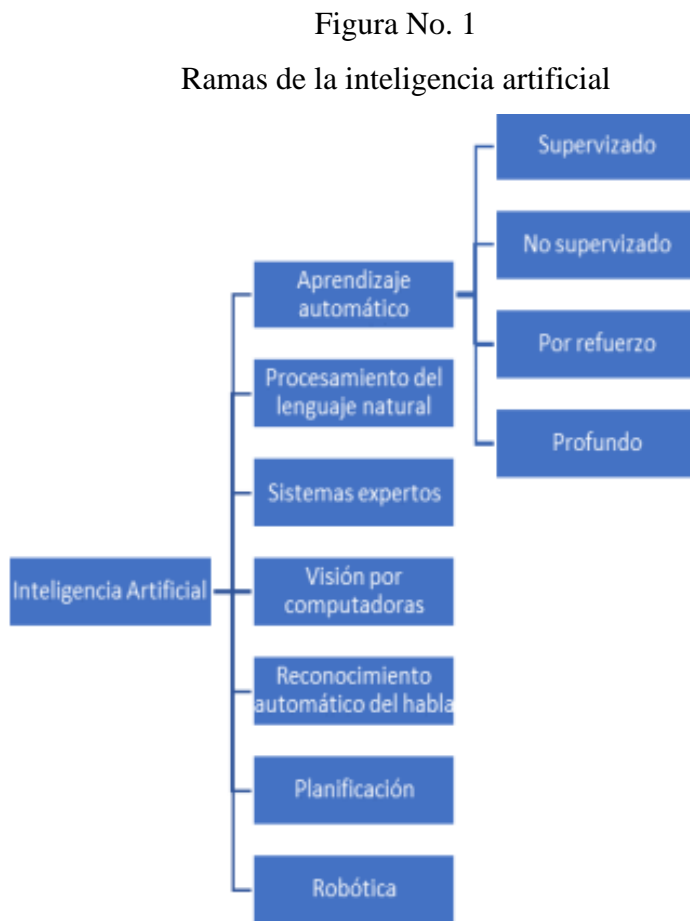 Figura No. 1
Ramas de la inteligencia artificial
Inteligencia Artificial
Aprendizaje
automático
Supervizado
No supervizado
Por refuerzo
Profundo
Procesamiento del
lenguaje natural
Sistemas expertos
Visión por
computadoras
Reconocimiento
automático del habla
Planificación
Robótica